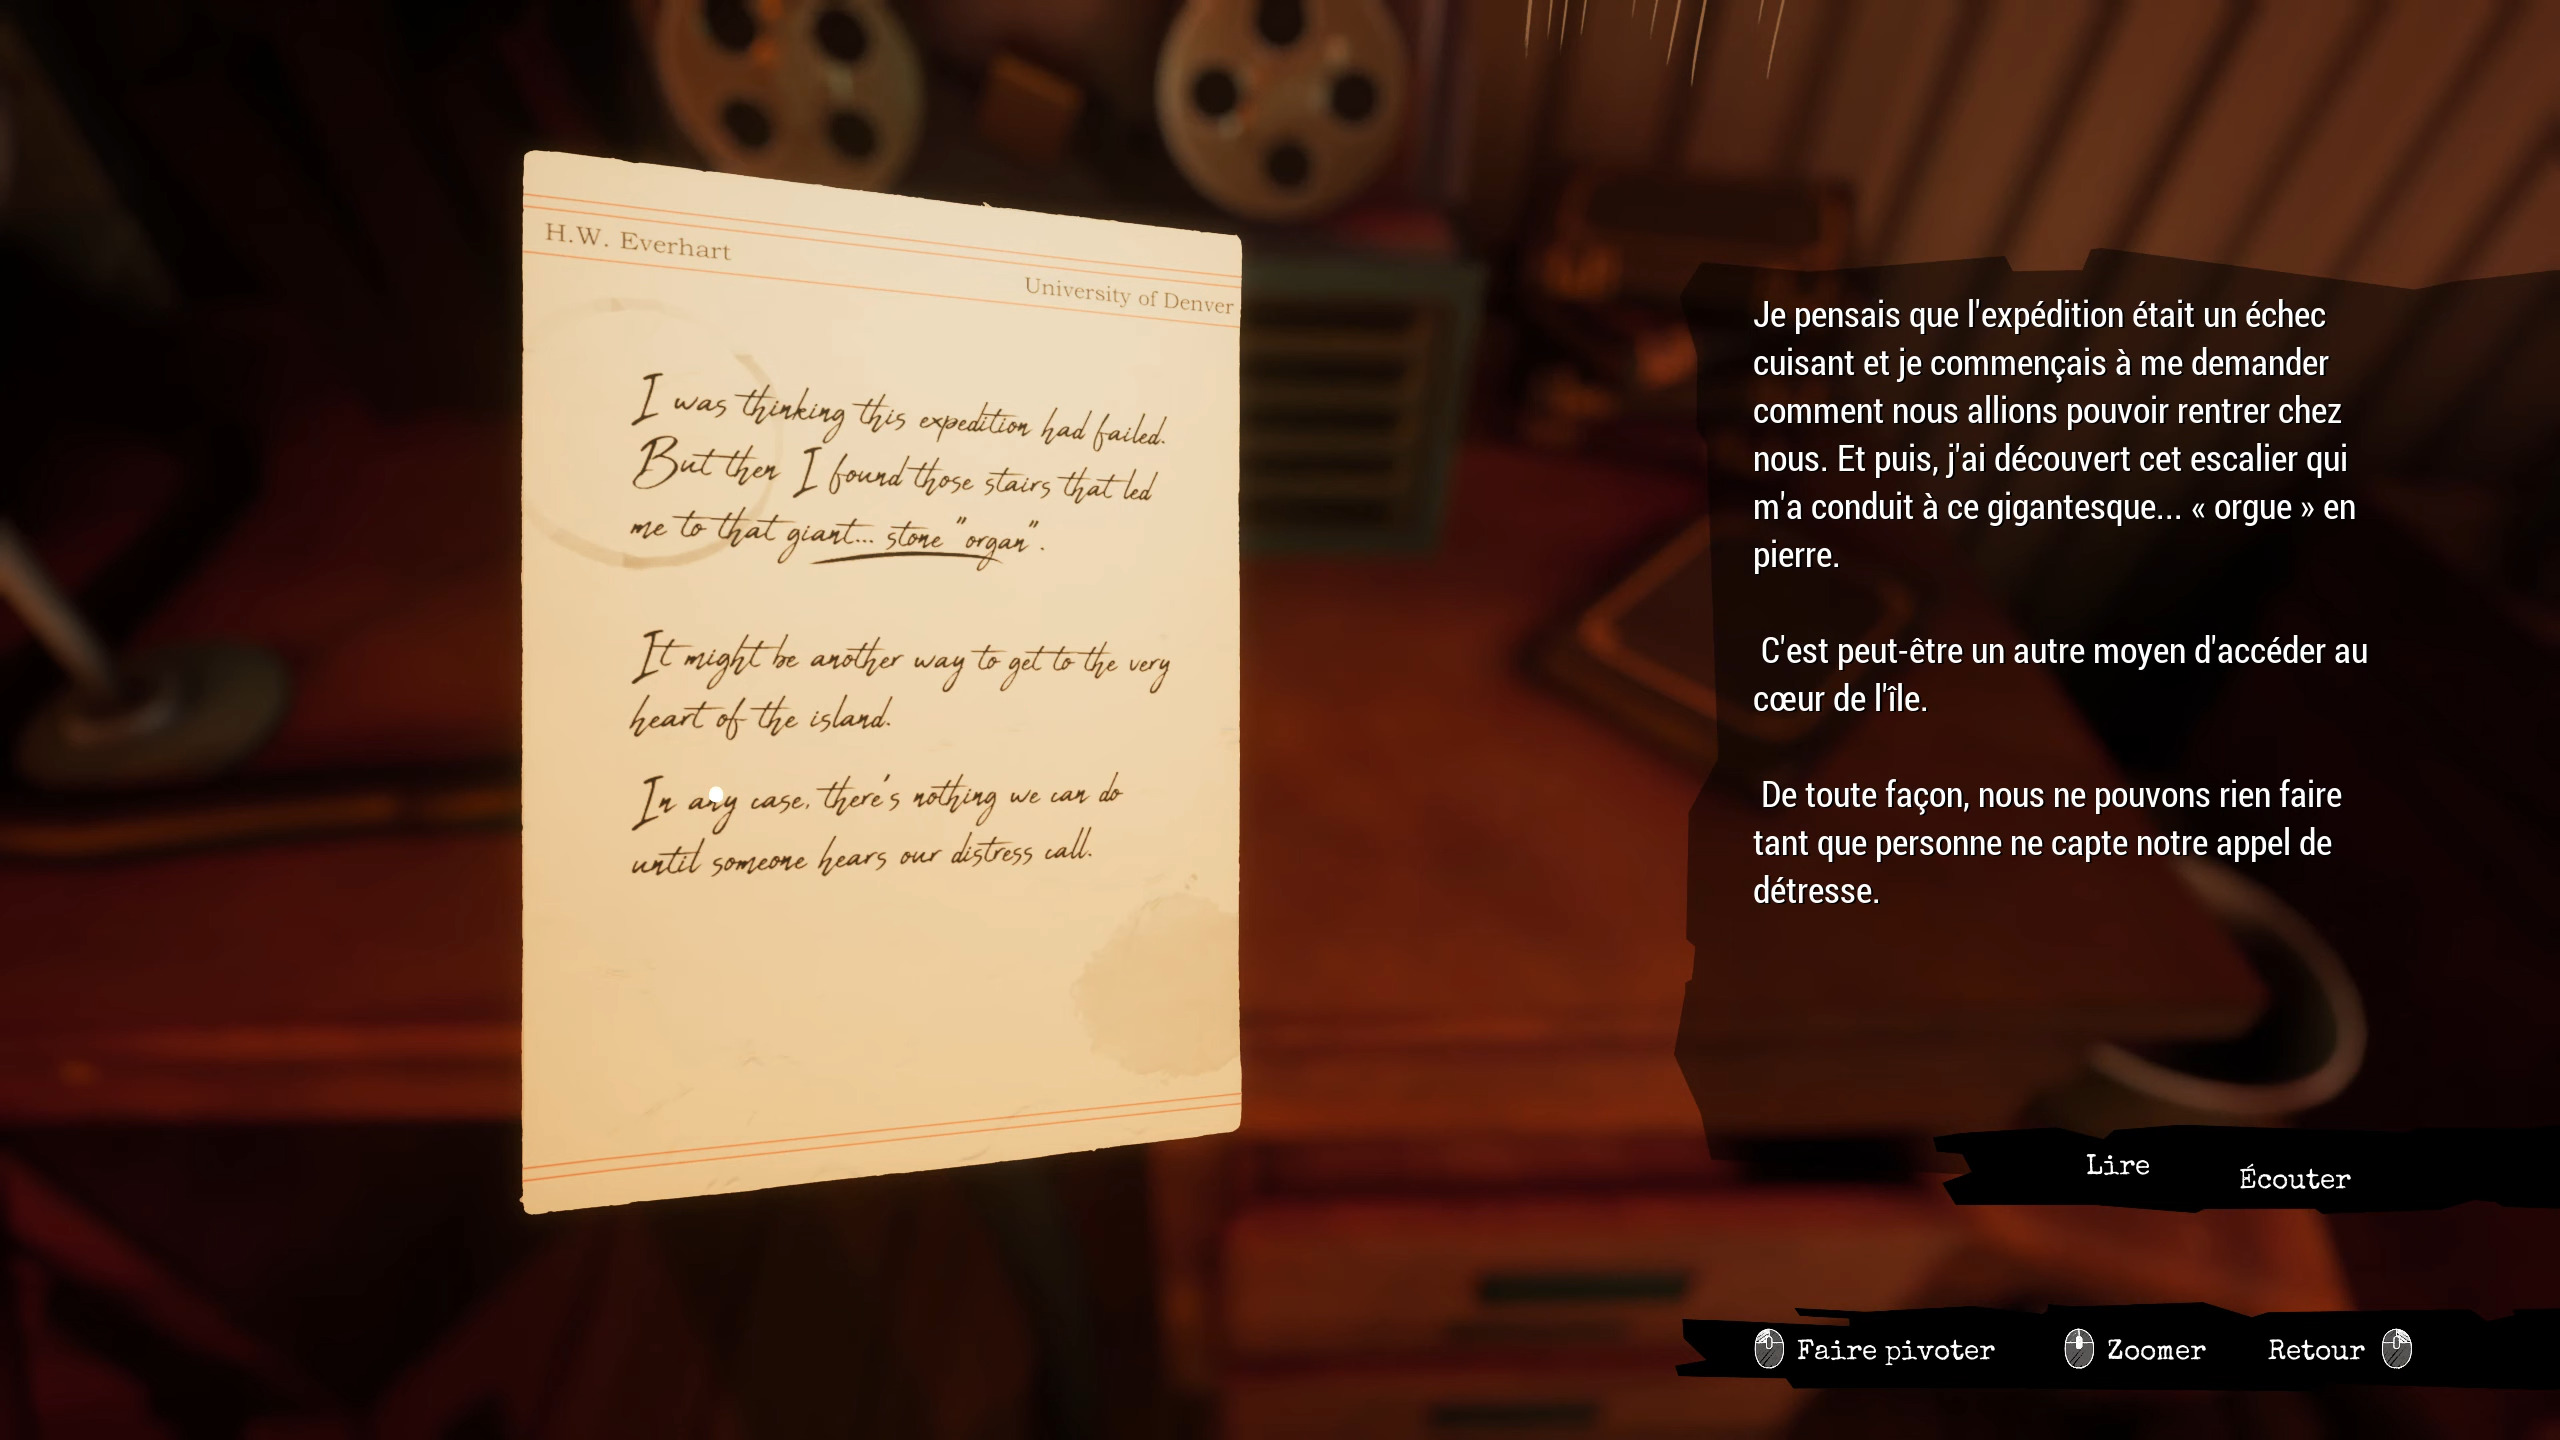 H.W. Everhart
University of Denver
I was thinking this expedition had failed.
But then I found those stairs that led
me to that giant... stone "organ".
It might be another way to get to the very
heart of the island.
In any case, there's nothing we can do
until someone hears our distress call.
Je pensais que l'expédition était un échec
cuisant et je commençais à me demander
comment nous allions pouvoir rentrer chez
nous. Et puis, j'ai découvert cet escalier qui
m'a conduit à ce gigantesque... « orgue » en
pierre.
C'est peut-être un autre moyen d'accéder au
cœur de l'île.
De toute façon, nous ne pouvons rien faire
tant que personne ne capte notre appel de
détresse.
Lire
Écouter
Faire pivoter
Zoomer
Retour